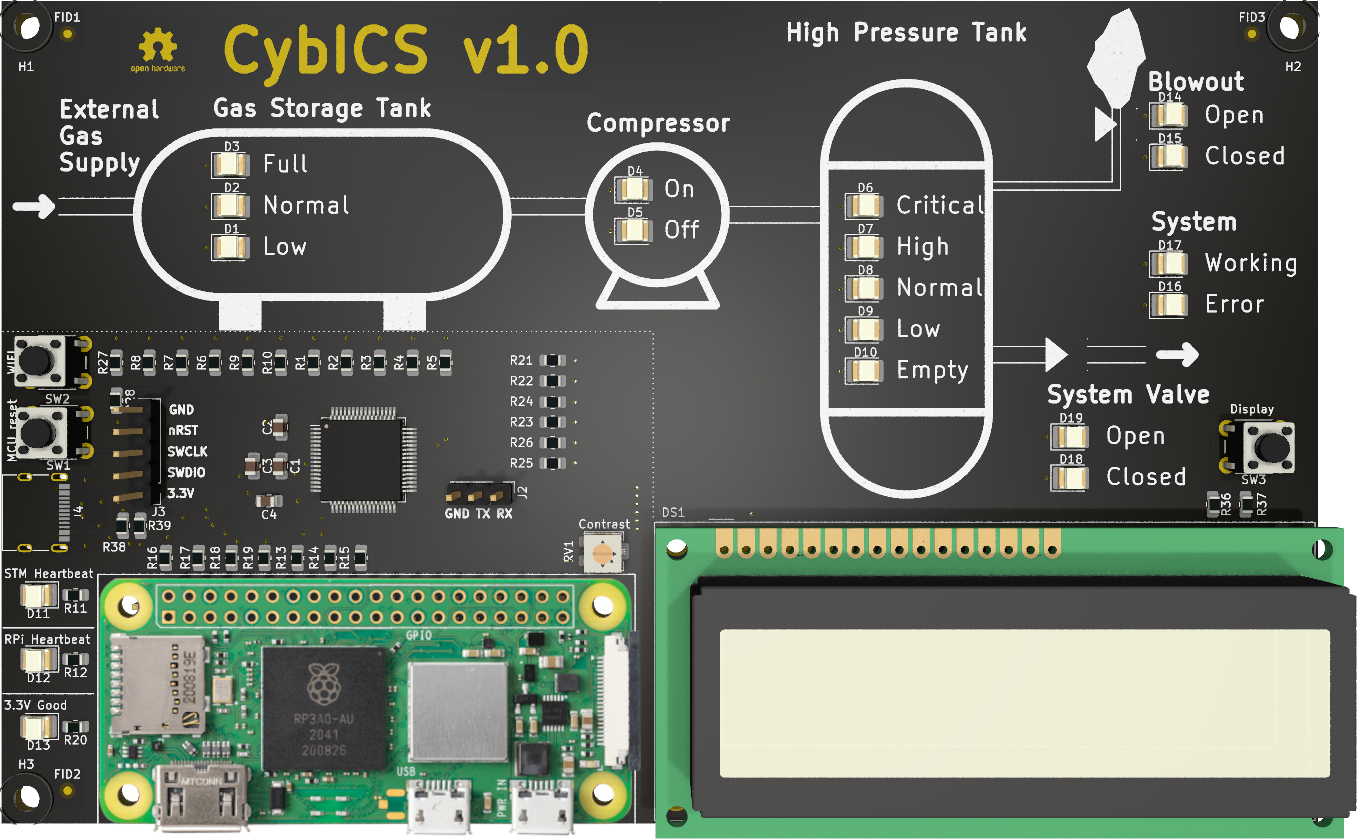 FID1
H1
open hardware
CybICS v1.0
High Pressure Tank
FID3
H2
External
Gas
Supply
Gas Storage Tank
D3 Full
D2 Normal
D1 Low
Compressor
D4 On
D5 Off
D6 Critical
D7 High
D8 Normal
D9 Low
D10 Empty
Blowout
D14 Open
D15 Closed
System
D17 Working
D16 Error
System Valve
D19 Open
D18 Closed
Display
SW3
R36
R37
SW2
MCU reset
SW1
R27 R8 R7 R6 R9 R10 R1 R2 R3 R4 R5
GND
nRST
SWCLK
SWDIO
3.3V
J3
J4
R39
R38
C2
C3
C1
C4
R21
R22
R24
R23
R26
R25
J2
GND TX RX
Contrast
RV1
DS1
R16 R17 R18 R19 R13 R14 R15
STM Heartbeat
D11 R11
RPi Heartbeat
D12 R12
3.3V Good
D13 R20
H3
FID2
GPIO
200819E
RP3A0-AU
2041
200826
MTCONN
USB
PWR IN